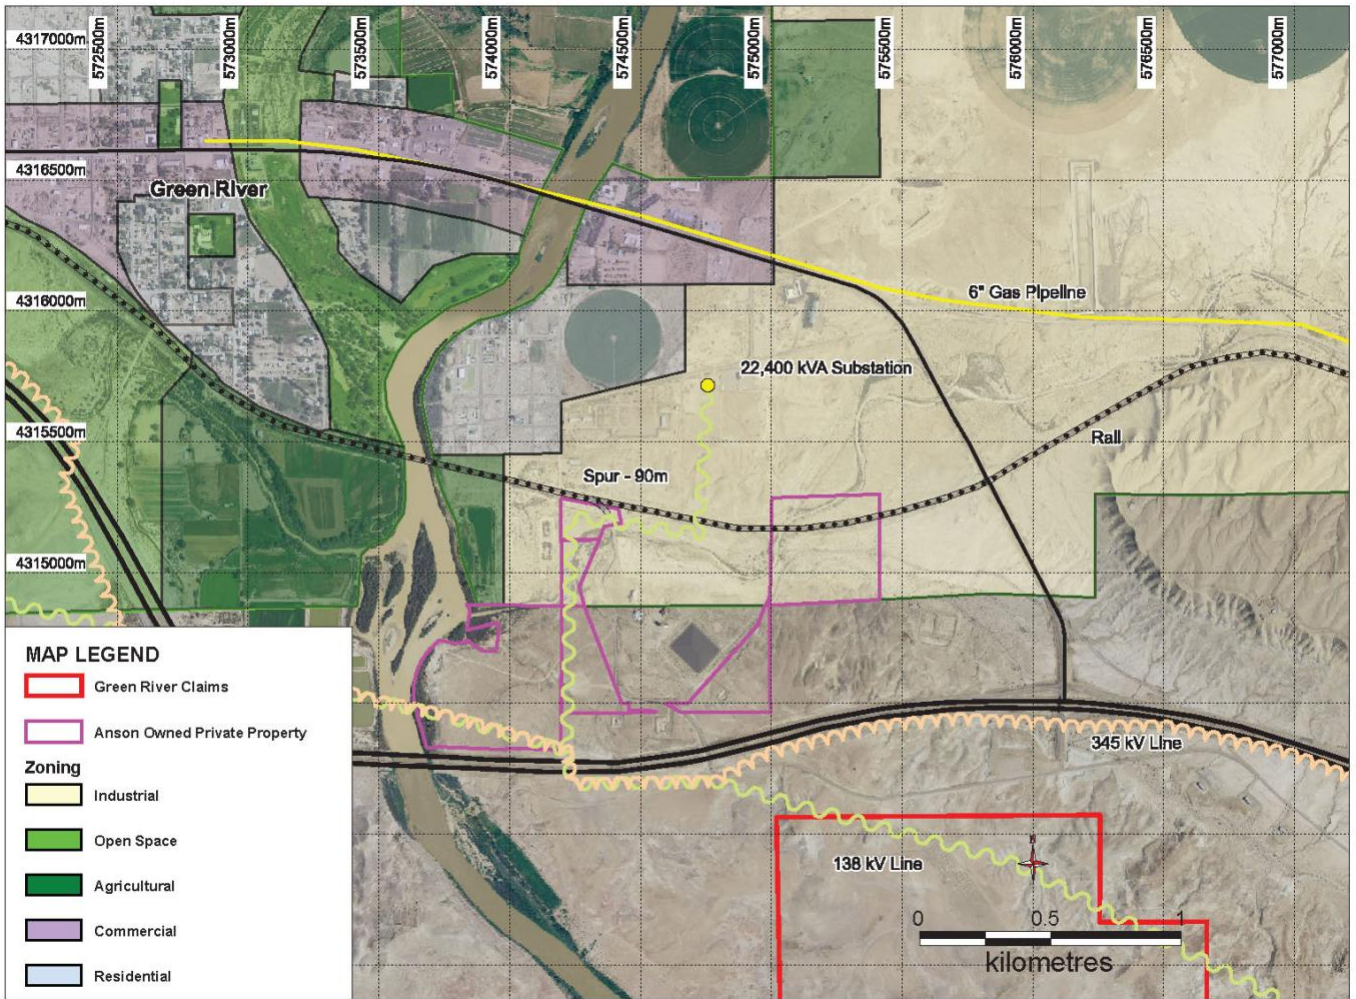 4317000m
572500m
573000m
573500m
574000m
574500m
575000m
575500m
576000m
576500m
577000m
4316500m
Green River
4316000m
6" Gas Pipeline
22,400 kVA Substation
4315500m
Rail
Spur - 90m
4315000m
MAP LEGEND
Green River Claims
Anson Owned Private Property
Zoning
Industrial
Open Space
Agricultural
Commercial
Residential
345 kV Line
138 kV Line
N
0 0.5 1
kilometres